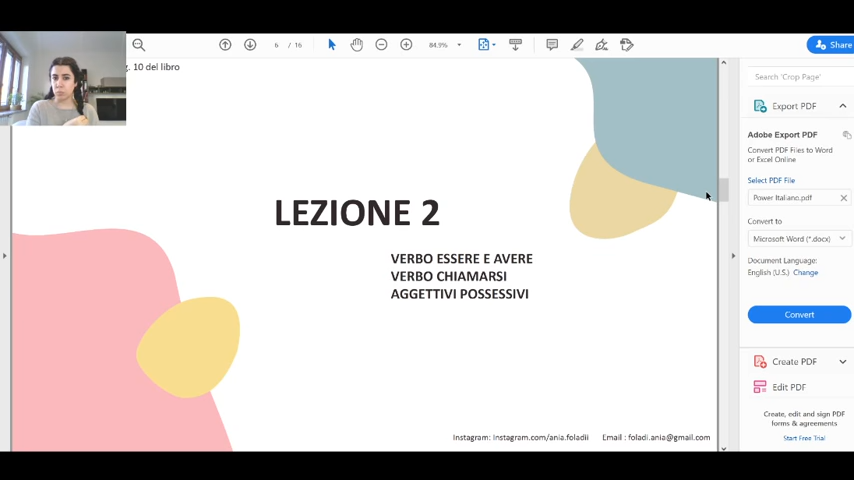 6 / 16
84.9%
Share
g. 10 del libro
LEZIONE 2
VERBO ESSERE E AVERE
VERBO CHIAMARSI
AGGETTIVI POSSESSIVI
Instagram: Instagram.com/ania.foladii Email : foladi.ania@gmail.com
Search 'Crop Page'
Export PDF
Adobe Export PDF
Convert PDF Files to Word
or Excel Online
Select PDF File
Power Italiano.pdf
Convert to
Microsoft Word (*.docx)
Document Language:
English (U.S.) Change
Convert
Create PDF
Edit PDF
Create, edit and sign PDF
forms & agreements
Start Free Trial